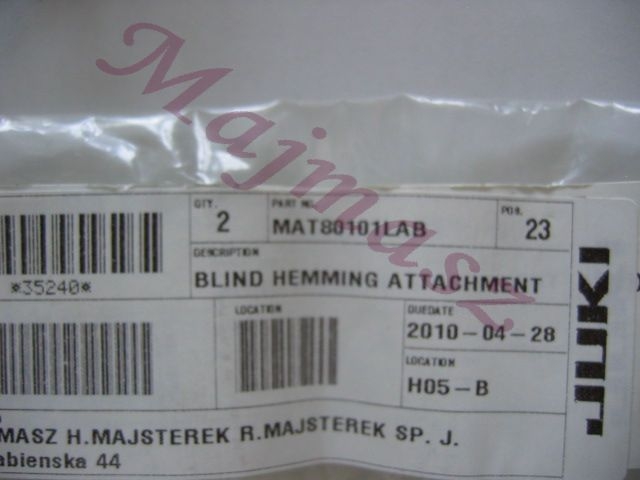 Majmasz
QTY. PART NO. POS.
2 MAT80101LAB 23
*35240*
DESCRIPTION
BLIND HEMMING ATTACHMENT
LOCATION DUEDATE
2010-04-28
LOCATION
H05-B
JUKI
MASZ H.MAJSTEREK R.MAJSTEREK SP. J.
abienska 44